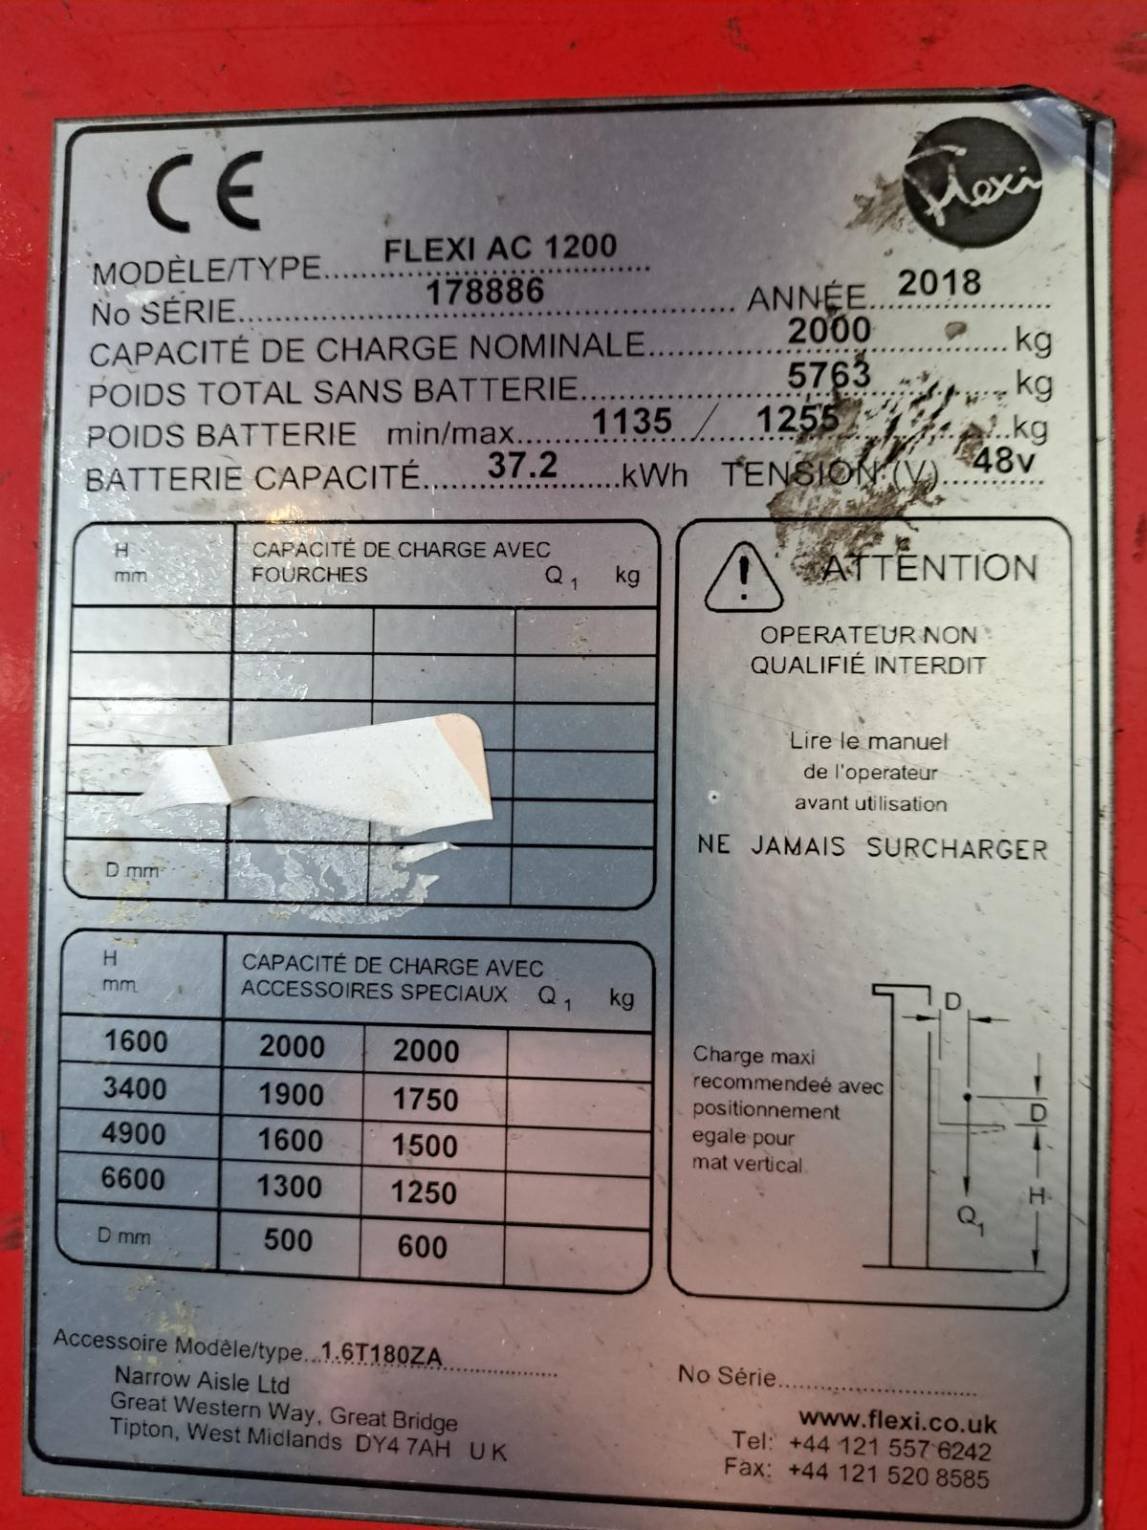 CE
Flexi
MODÈLE/TYPE....FLEXI AC 1200
No SÉRIE....178886.... ANNÉE....2018
CAPACITÉ DE CHARGE NOMINALE....2000....kg
POIDS TOTAL SANS BATTERIE....5763....kg
POIDS BATTERIE min/max....1135 /....1255....kg
BATTERIE CAPACITÉ....37.2....kWh TENSION (V)....48v
H CAPACITÉ DE CHARGE AVEC
mm FOURCHES Q1 kg
D mm
ATTENTION
OPERATEUR NON
QUALIFIÉ INTERDIT
Lire le manuel
de l'operateur
avant utilisation
NE JAMAIS SURCHARGER
H CAPACITÉ DE CHARGE AVEC
mm ACCESSOIRES SPECIAUX Q1 kg
1600 2000 2000
3400 1900 1750
4900 1600 1500
6600 1300 1250
D mm 500 600
Charge maxi
recommendeé avec
positionnement
egale pour
mat vertical.
D
D
H
Q1
Accessoire Modêle/type...1.6T180ZA
Narrow Aisle Ltd
Great Western Way, Great Bridge
Tipton, West Midlands DY4 7AH U K
No Série....
www.flexi.co.uk
Tel: +44 121 557 6242
Fax: +44 121 520 8585